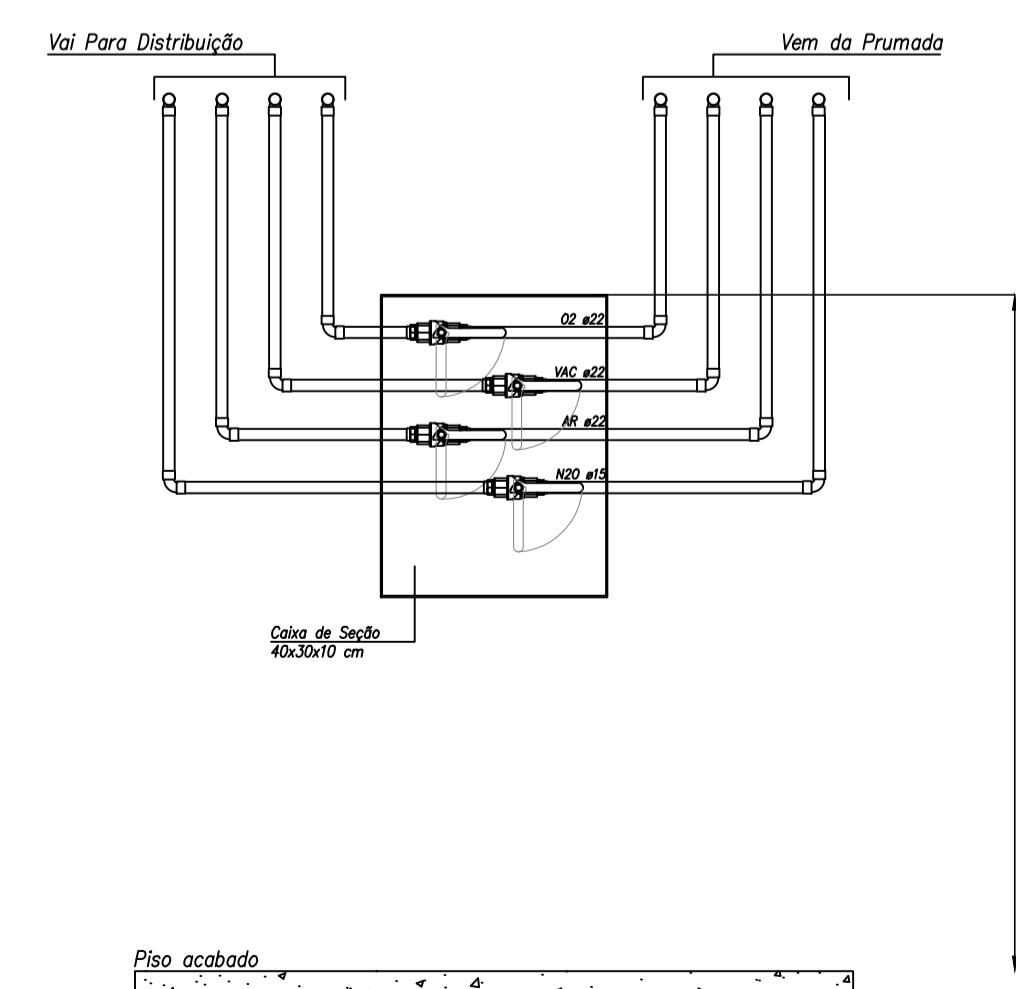 Vai Para Distribuição
Vem da Prumada
O2 ø22
VAC ø22
AR ø22
N2O ø15
Caixa de Seção
40x30x10 cm
Piso acabado